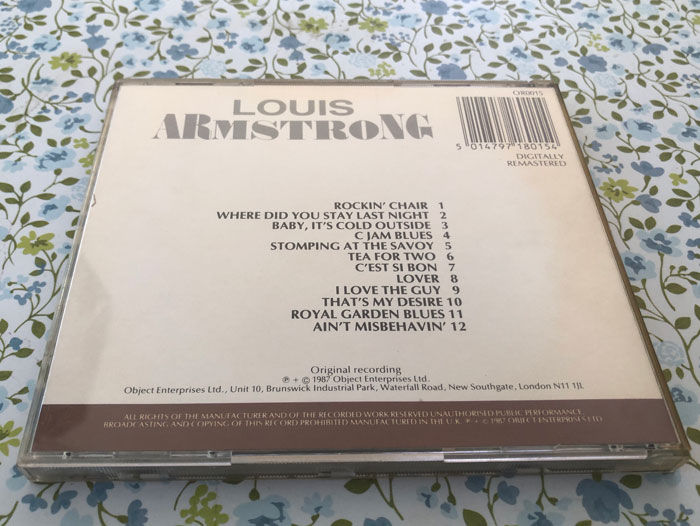 CHR0015
LOUIS
ARMSTRONG
5 014797 180154
DIGITALLY
REMASTERED
ROCKIN' CHAIR 1
WHERE DID YOU STAY LAST NIGHT 2
BABY, IT'S COLD OUTSIDE 3
C JAM BLUES 4
STOMPING AT THE SAVOY 5
TEA FOR TWO 6
C'EST SI BON 7
LOVER 8
I LOVE THE GUY 9
THAT'S MY DESIRE 10
ROYAL GARDEN BLUES 11
AIN'T MISBEHAVIN' 12
Original recording
℗ + © 1987 Object Enterprises Ltd.
Object Enterprises Ltd., Unit 10, Brunswick Industrial Park, Waterfall Road, New Southgate, London N11 1JL
ALL RIGHTS OF THE MANUFACTURER AND OF THE RECORDED WORK RESERVED UNAUTHORISED PUBLIC PERFORMANCE,
BROADCASTING AND COPYING OF THIS RECORD PROHIBITED MANUFACTURED IN THE U.K. ℗ + © 1987 OBJECT ENTERPRISES LTD